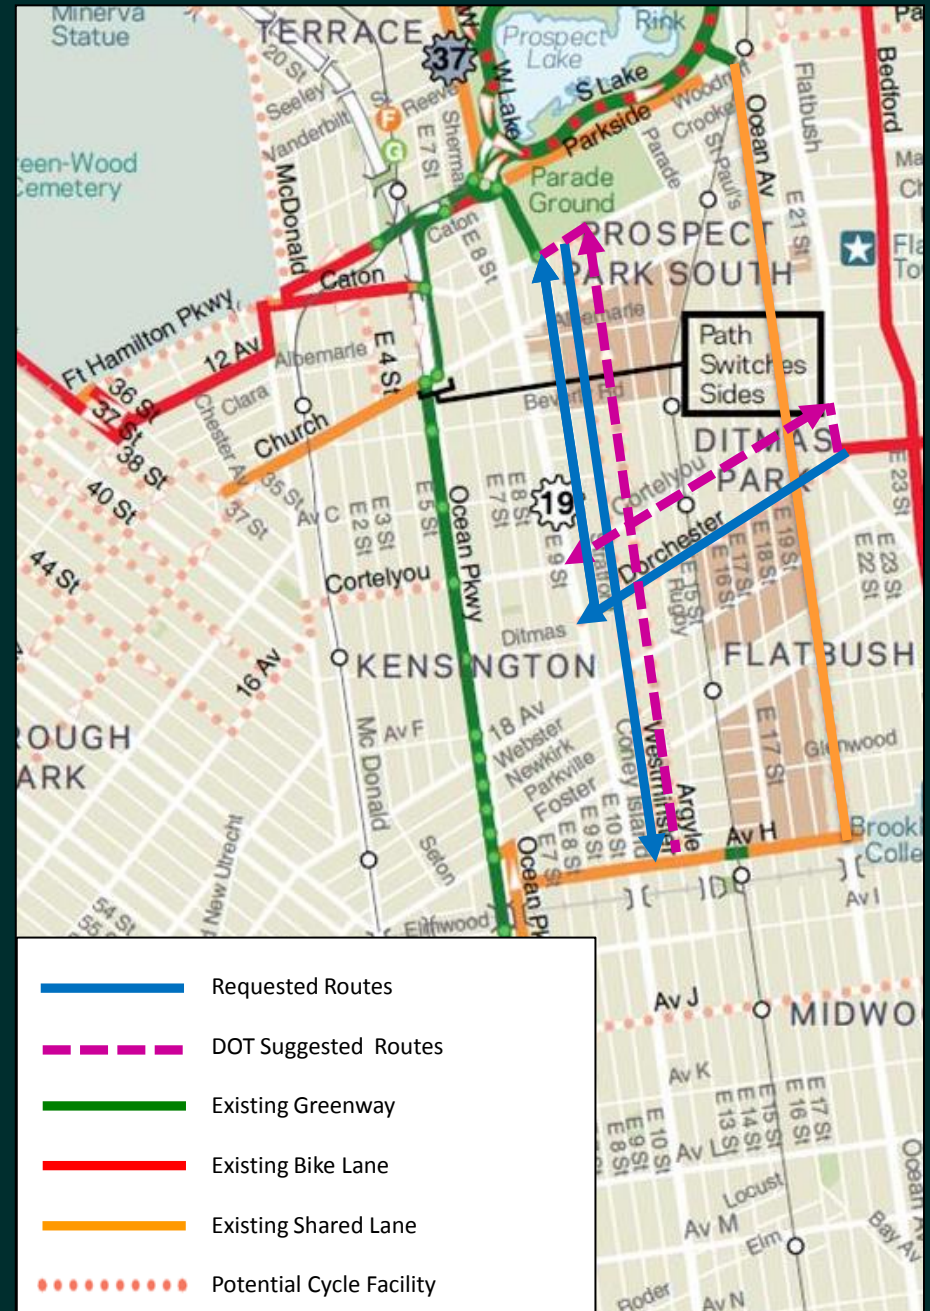 Minerva
Statue
TERRACE
37
Prospect
Lake
Rink
Pa
20 St
Seeley
Vanderbilt
F
G
E 7 St
W Lake
S Lake
Parkside
Woodruff
Crooke
St Paul's
Parade
Ocean Av
Flatbush
Bedford
een-Wood
Cemetery
McDonald
Parade
Ground
Caton
E 8 St
E 21 St
PROSPECT
PARK SOUTH
Caton
Ft Hamilton Pkwy
12 Av
Albemarle
E 4 St
Albemarle
Beverly Rd
Path
Switches
Sides
36 St
37 St
38 St
40 St
44 St
Clara
Chester Av
Church
35 St
37 St
Av C
E 2 St
E 3 St
E 5 St
Ocean Pkwy
E 7 St
E 8 St
19
E 9 St
Stratford
Cortelyou
DITMAS
PARK
E 23 St
Dorchester
Rugby
E 15 St
E 16 St
E 17 St
E 18 St
E 19 St
E 22 St
E 23 St
Cortelyou
Ditmas
KENSINGTON
FLATBUSH
16 Av
ROUGH
ARK
Mc Donald
Av F
18 Av
Webster
Newkirk
Parkville
Foster
Coney Island
Westminster
Argyle
E 17 St
Glenwood
E 7 St
E 8 St
E 9 St
E 10 St
Av H
Brookl
Colle
Seton
New Utrecht
Ocean Pk
Av I
54 St
55
Elmwood
Av J
MIDWO
Av K
E 8 St
E 9 St
E 10 St
E 13 St
E 14 St
E 15 St
E 16 St
E 17 St
Av L
Locust
Av M
Elm
Ocean A
Bay Av
Roder
Av N
Requested Routes
DOT Suggested Routes
Existing Greenway
Existing Bike Lane
Existing Shared Lane
Potential Cycle Facility